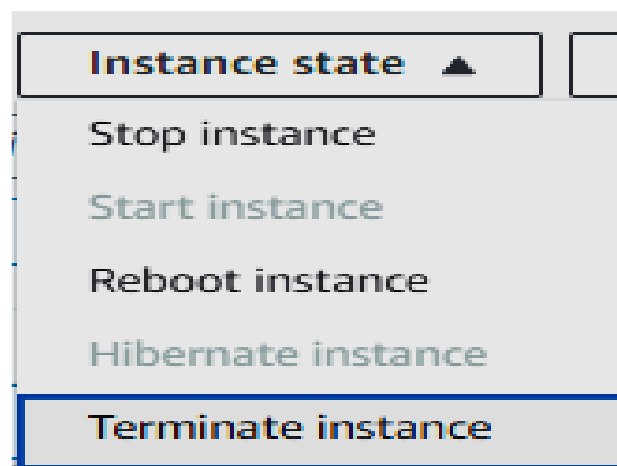 Instance state
Stop instance
Start instance
Reboot instance
Hibernate instance
Terminate instance